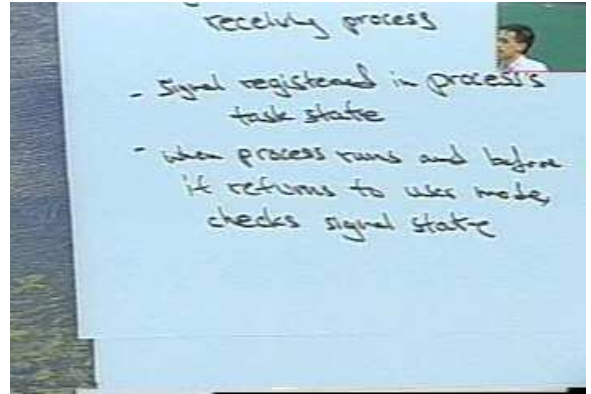 receiving process
- signal registered in process's
task state
- when process runs and before
it returns to user mode,
checks signal state